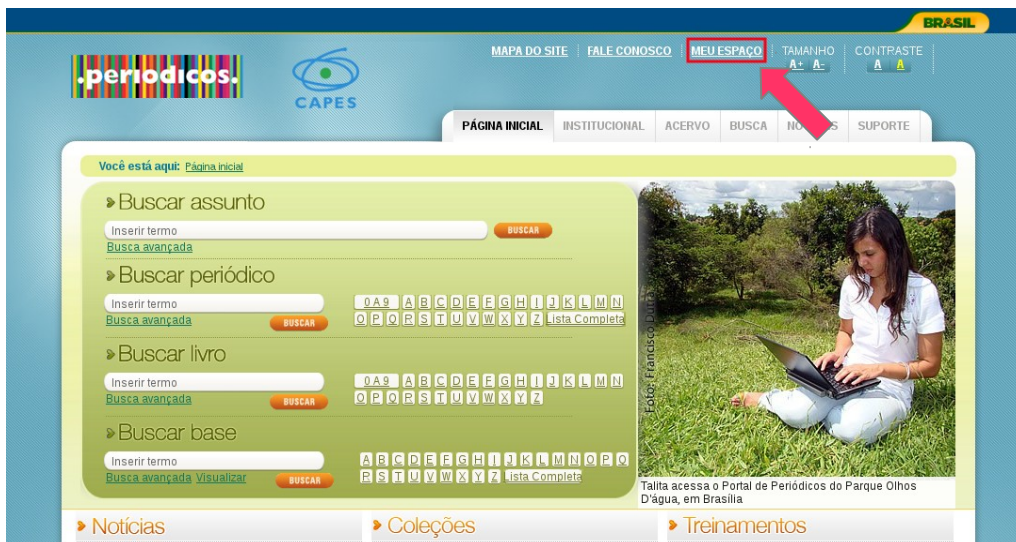 BRASIL
MAPA DO SITE FALE CONOSCO MEU ESPAÇO TAMANHO CONTRASTE
A+ A- A A
.periodicos.
CAPES
PÁGINA INICIAL INSTITUCIONAL ACERVO BUSCA SUPORTE
Você está aqui: Página inicial
Buscar assunto
Inserir termo BUSCAR
Busca avançada
Buscar periódico
Inserir termo 0 A 9 A B C D E F G H I J K L M N
Busca avançada BUSCAR O P Q R S T U V W X Y Z Lista Completa
Buscar livro
Inserir termo 0 A 9 A B C D E F G H I J K L M N
Busca avançada BUSCAR O P Q R S T U V W X Y Z
Buscar base
Inserir termo A B C D E F G H I J K L M N O P Q
Busca avançada Visualizar BUSCAR R S T U V W X Y Z Lista Completa
Foto: Francisco
Talita acessa o Portal de Periódicos do Parque Olhos
D'água, em Brasília
Notícias Coleções Treinamentos